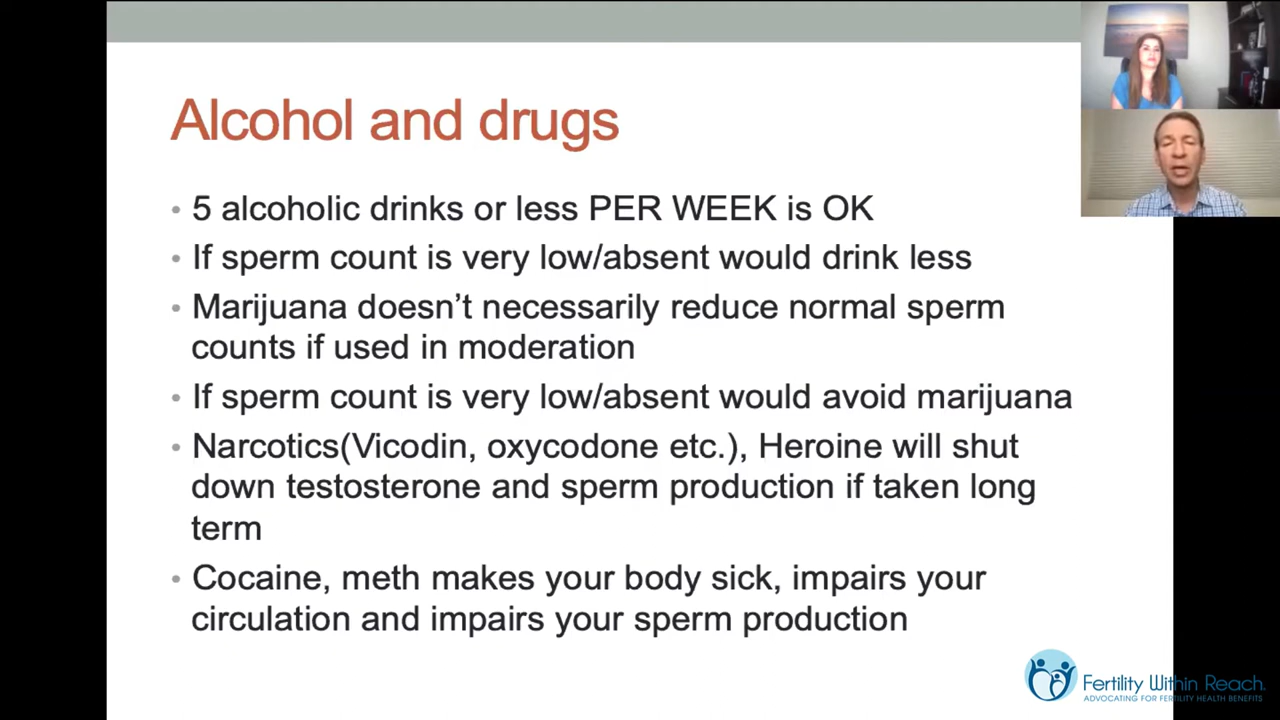 Alcohol and drugs
• 5 alcoholic drinks or less PER WEEK is OK
• If sperm count is very low/absent would drink less
• Marijuana doesn’t necessarily reduce normal sperm
counts if used in moderation
• If sperm count is very low/absent would avoid marijuana
• Narcotics(Vicodin, oxycodone etc.), Heroine will shut
down testosterone and sperm production if taken long
term
• Cocaine, meth makes your body sick, impairs your
circulation and impairs your sperm production
Fertility Within Reach.
ADVOCATING FOR FERTILITY HEALTH BENEFITS